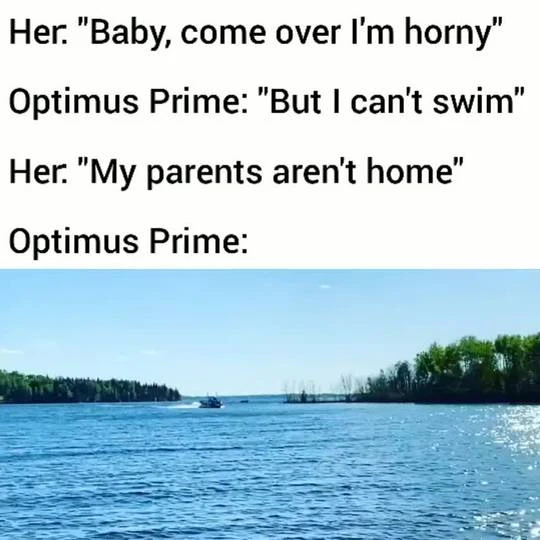 Her: "Baby, come over I'm horny"
Optimus Prime: "But I can't swim"
Her: "My parents aren't home"
Optimus Prime: